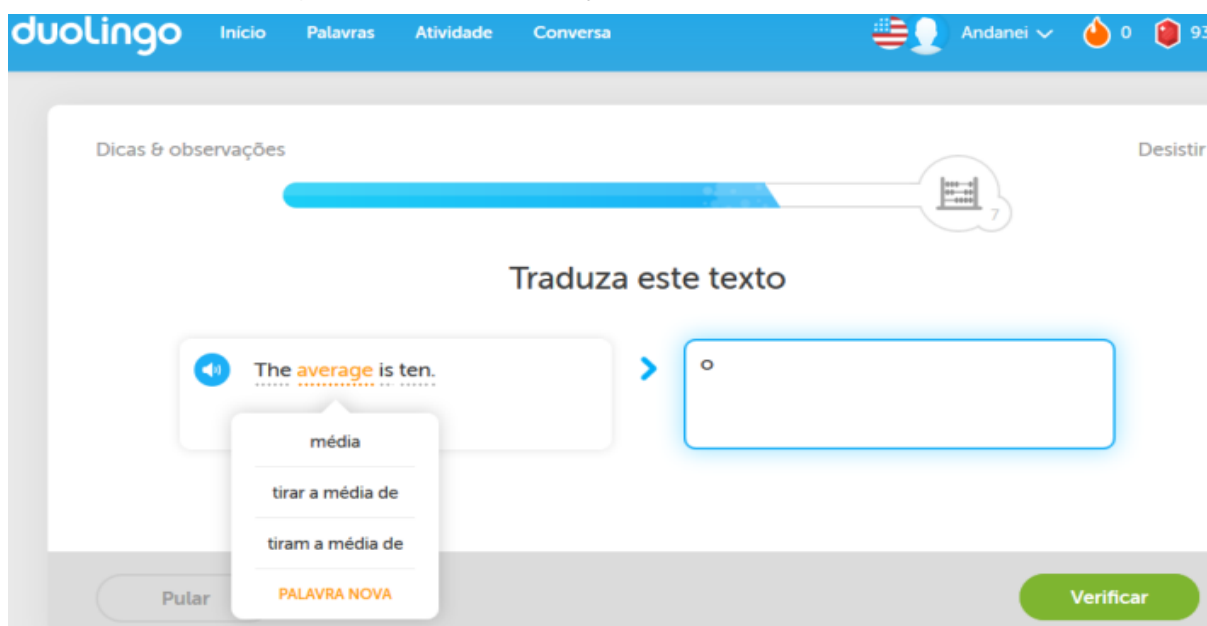 duolingo Início Palavras Atividade Conversa Andanei 0 93
Dicas & observações Desistir
7
Traduza este texto
The average is ten. o
média
tirar a média de
tiram a média de
Pular PALAVRA NOVA Verificar